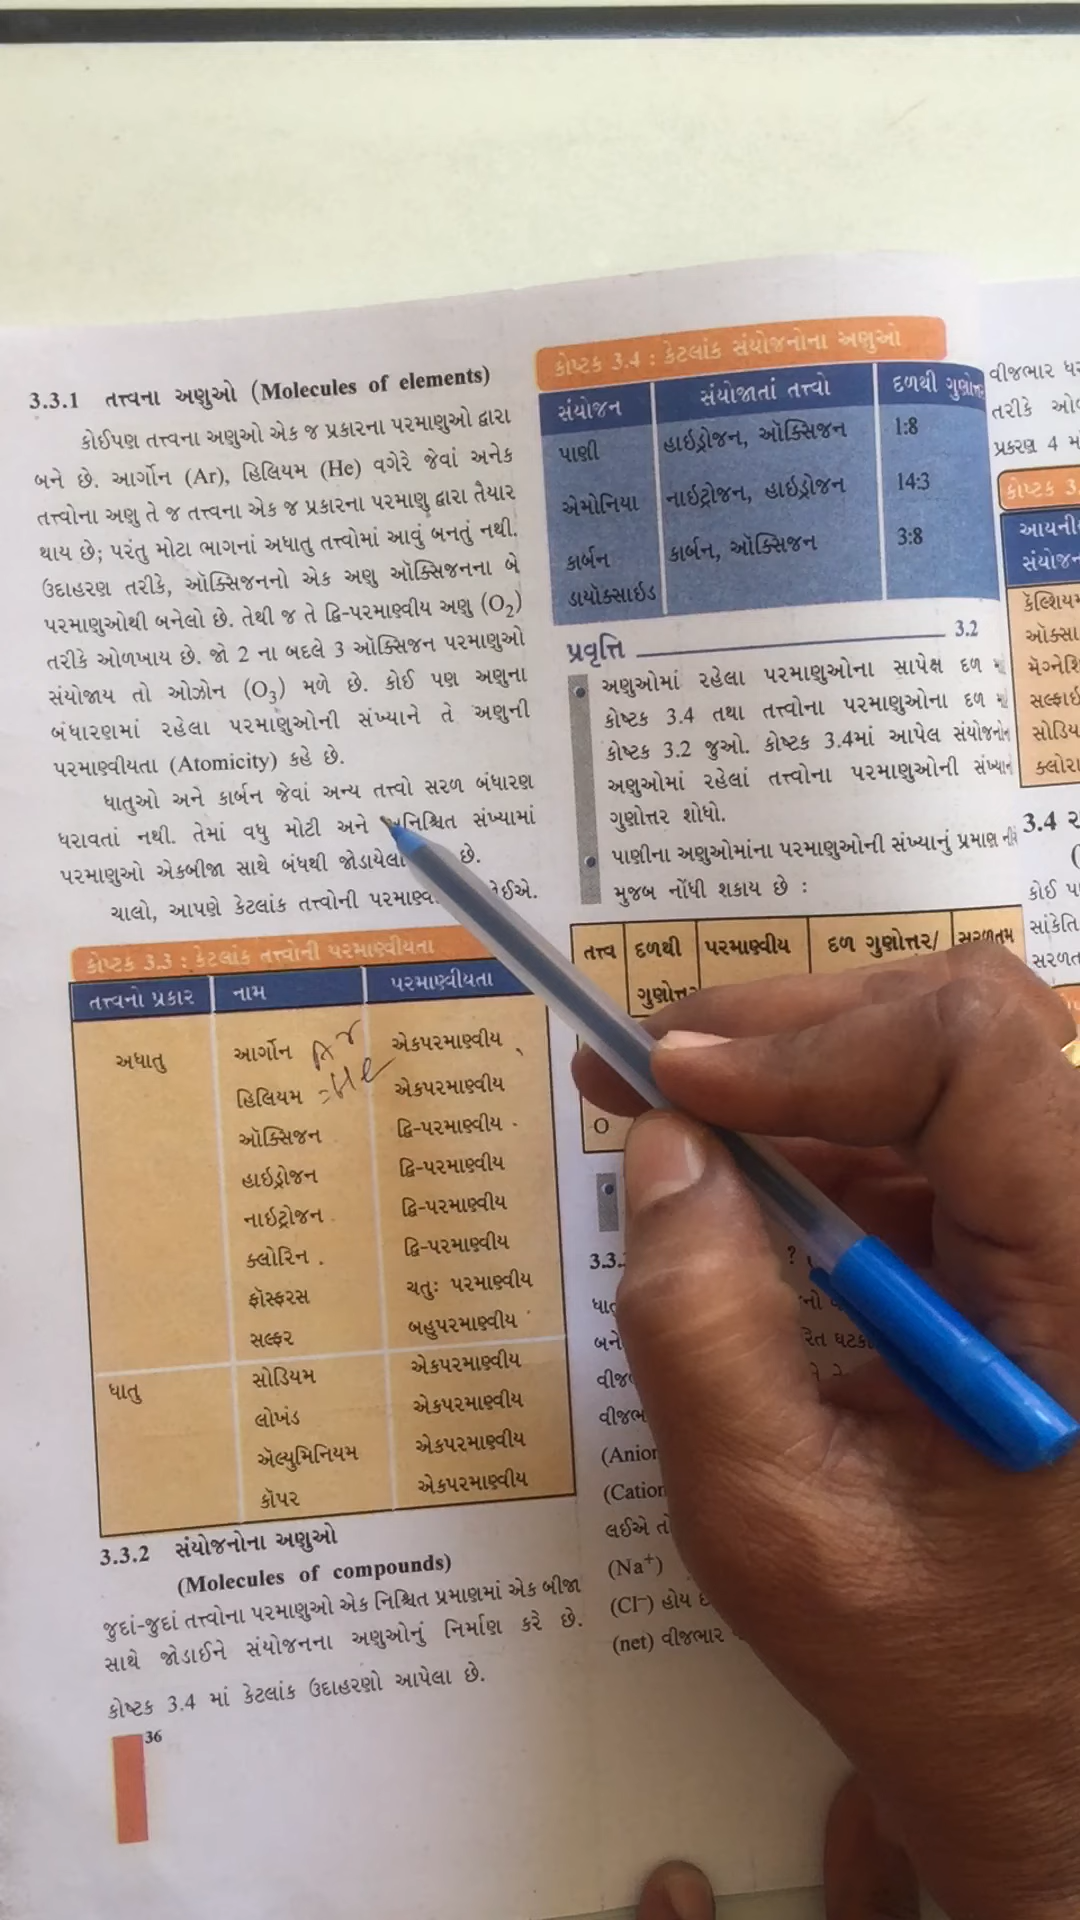 3.3.1 તત્ત્વના અણુઓ (Molecules of elements)
કોઈપણ તત્ત્વના અણુઓ એક જ પ્રકારના પરમાણુઓ દ્વારા
બને છે. આર્ગોન (Ar), હિલિયમ (He) વગેરે જેવાં અનેક
તત્ત્વોના અણુ તે જ તત્ત્વના એક જ પ્રકારના પરમાણુ દ્વારા તૈયાર
થાય છે; પરંતુ મોટા ભાગનાં અધાતુ તત્ત્વોમાં આવું બનતું નથી.
ઉદાહરણ તરીકે, ઑક્સિજનનો એક અણુ ઑક્સિજનના બે
પરમાણુઓથી બનેલો છે. તેથી જ તે દ્વિ-પરમાણ્વીય અણુ (O₂)
તરીકે ઓળખાય છે. જો 2 ના બદલે 3 ઑક્સિજન પરમાણુઓ
સંયોજાય તો ઓઝોન (O₃) મળે છે. કોઈ પણ અણુના
બંધારણમાં રહેલા પરમાણુઓની સંખ્યાને તે અણુની
પરમાણ્વીયતા (Atomicity) કહે છે.
ધાતુઓ અને કાર્બન જેવાં અન્ય તત્ત્વો સરળ બંધારણ
ધરાવતાં નથી. તેમાં વધુ મોટી અને અનિશ્ચિત સંખ્યામાં
પરમાણુઓ એકબીજા સાથે બંધથી જોડાયેલા છે.
ચાલો, આપણે કેટલાંક તત્ત્વોની
કોષ્ટક 3.3 : કેટલાંક તત્ત્વોની પરમાણ્વીયતા
તત્ત્વનો પ્રકાર નામ પરમાણ્વીયતા
અધાતુ આર્ગોન Ar એકપરમાણ્વીય
હિલિયમ =He એકપરમાણ્વીય
ઑક્સિજન દ્વિ-પરમાણ્વીય
હાઇડ્રોજન દ્વિ-પરમાણ્વીય
નાઇટ્રોજન દ્વિ-પરમાણ્વીય
ક્લોરિન દ્વિ-પરમાણ્વીય
ફૉસ્ફરસ ચતુઃ પરમાણ્વીય
સલ્ફર બહુપરમાણ્વીય
ધાતુ સોડિયમ એકપરમાણ્વીય
લોખંડ એકપરમાણ્વીય
ઍલ્યુમિનિયમ એકપરમાણ્વીય
કૉપર એકપરમાણ્વીય
3.3.2 સંયોજનોના અણુઓ
(Molecules of compounds)
જુદાં-જુદાં તત્ત્વોના પરમાણુઓ એક નિશ્ચિત પ્રમાણમાં એક બીજા
સાથે જોડાઈને સંયોજનના અણુઓનું નિર્માણ કરે છે.
કોષ્ટક 3.4 માં કેટલાંક ઉદાહરણો આપેલા છે.
36
કોષ્ટક 3.4 : કેટલાંક સંયોજનોના અણુઓ
સંયોજન સંયોજાતાં તત્ત્વો દળથી ગુણોત્તર
પાણી હાઇડ્રોજન, ઑક્સિજન 1:8
એમોનિયા નાઇટ્રોજન, હાઇડ્રોજન 14:3
કાર્બન કાર્બન, ઑક્સિજન 3:8
ડાયૉક્સાઇડ
પ્રવૃત્તિ 3.2
અણુઓમાં રહેલા પરમાણુઓના સાપેક્ષ દળ
કોષ્ટક 3.4 તથા તત્ત્વોના પરમાણુઓના દળ
કોષ્ટક 3.2 જુઓ. કોષ્ટક 3.4માં આપેલ સંયોજનોના
અણુઓમાં રહેલાં તત્ત્વોના પરમાણુઓની
ગુણોત્તર શોધો.
પાણીના અણુઓમાંના પરમાણુઓની સંખ્યાનું પ્રમાણ
મુજબ નોંધી શકાય છે :
તત્ત્વ દળથી પરમાણ્વીય દળ ગુણોત્તર/ સરળતમ
ગુણોત્તર
O
(Na⁺)
(Cl⁻) હોય
(net) વીજભાર
વીજભાર
તરીકે
પ્રકરણ 4
કોષ્ટક
3.4
કોઈ